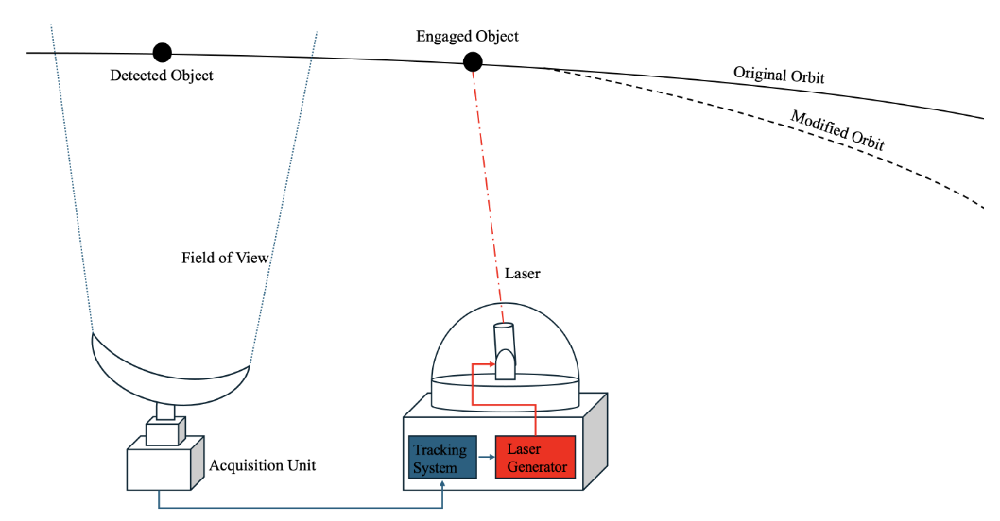 Engaged Object
Detected Object
Original Orbit
Modified Orbit
Field of View
Laser
Tracking
System
Laser
Generator
Acquisition Unit